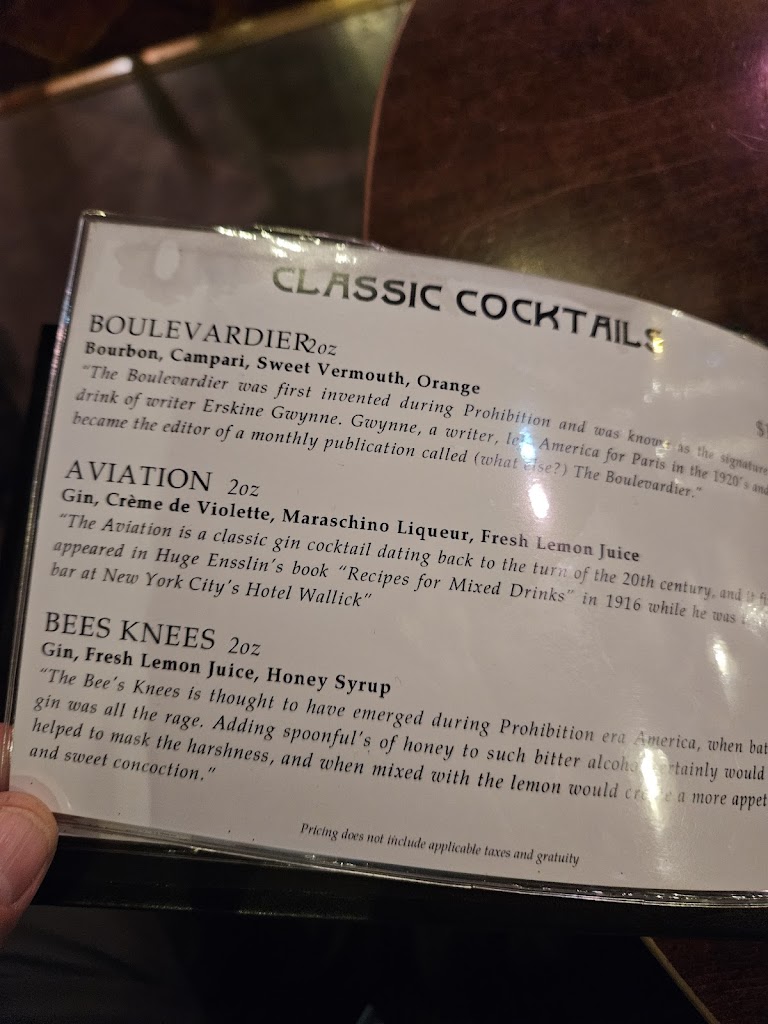 CLASSIC COCKTAILS
BOULEVARDIER 2oz
Bourbon, Campari, Sweet Vermouth, Orange
"The Boulevardier was first invented during Prohibition and was known as the signature
drink of writer Erskine Gwynne. Gwynne, a writer, left America for Paris in the 1920's and
became the editor of a monthly publication called (what else?) The Boulevardier."
AVIATION 2oz
Gin, Crème de Violette, Maraschino Liqueur, Fresh Lemon Juice
"The Aviation is a classic gin cocktail dating back to the turn of the 20th century, and it
appeared in Huge Ensslin's book "Recipes for Mixed Drinks" in 1916 while he was
bar at New York City's Hotel Wallick"
BEES KNEES 2oz
Gin, Fresh Lemon Juice, Honey Syrup
"The Bee's Knees is thought to have emerged during Prohibition era America, when
gin was all the rage. Adding spoonful's of honey to such bitter alcohol certainly would
helped to mask the harshness, and when mixed with the lemon would create a more
and sweet concoction."
Pricing does not include applicable taxes and gratuity